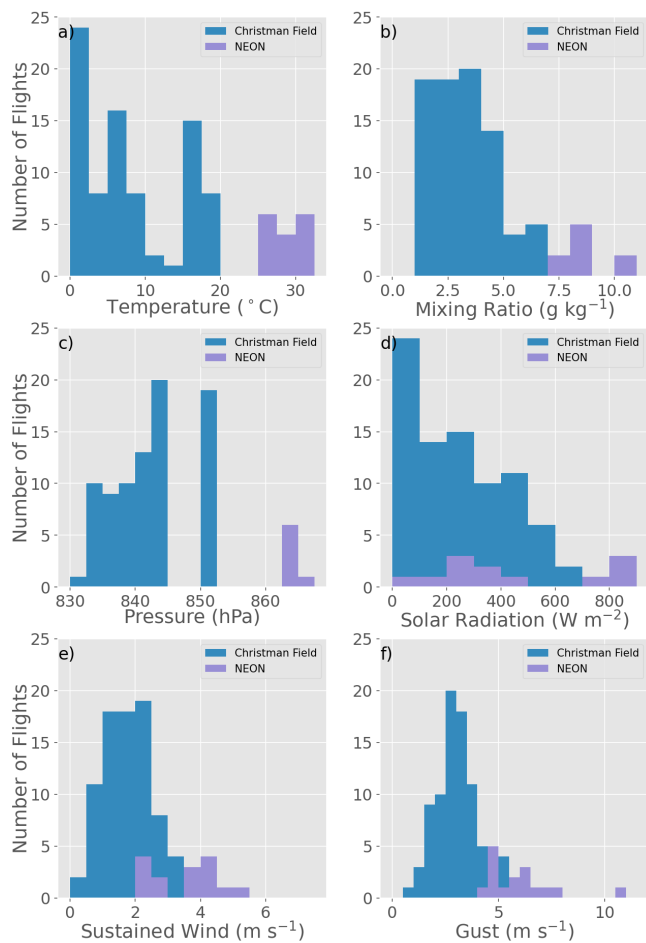 a)
Christman Field
NEON
25
20
15
10
5
0
Number of Flights
0 10 20 30
Temperature (°C)
b)
Christman Field
NEON
25
20
15
10
5
0
0.0 2.5 5.0 7.5 10.0
Mixing Ratio (g kg⁻¹)
c)
Christman Field
NEON
25
20
15
10
5
0
Number of Flights
830 840 850 860
Pressure (hPa)
d)
Christman Field
NEON
25
20
15
10
5
0
0 200 400 600 800
Solar Radiation (W m⁻²)
e)
Christman Field
NEON
25
20
15
10
5
0
Number of Flights
0 2 4 6
Sustained Wind (m s⁻¹)
f)
Christman Field
NEON
25
20
15
10
5
0
0 5 10
Gust (m s⁻¹)